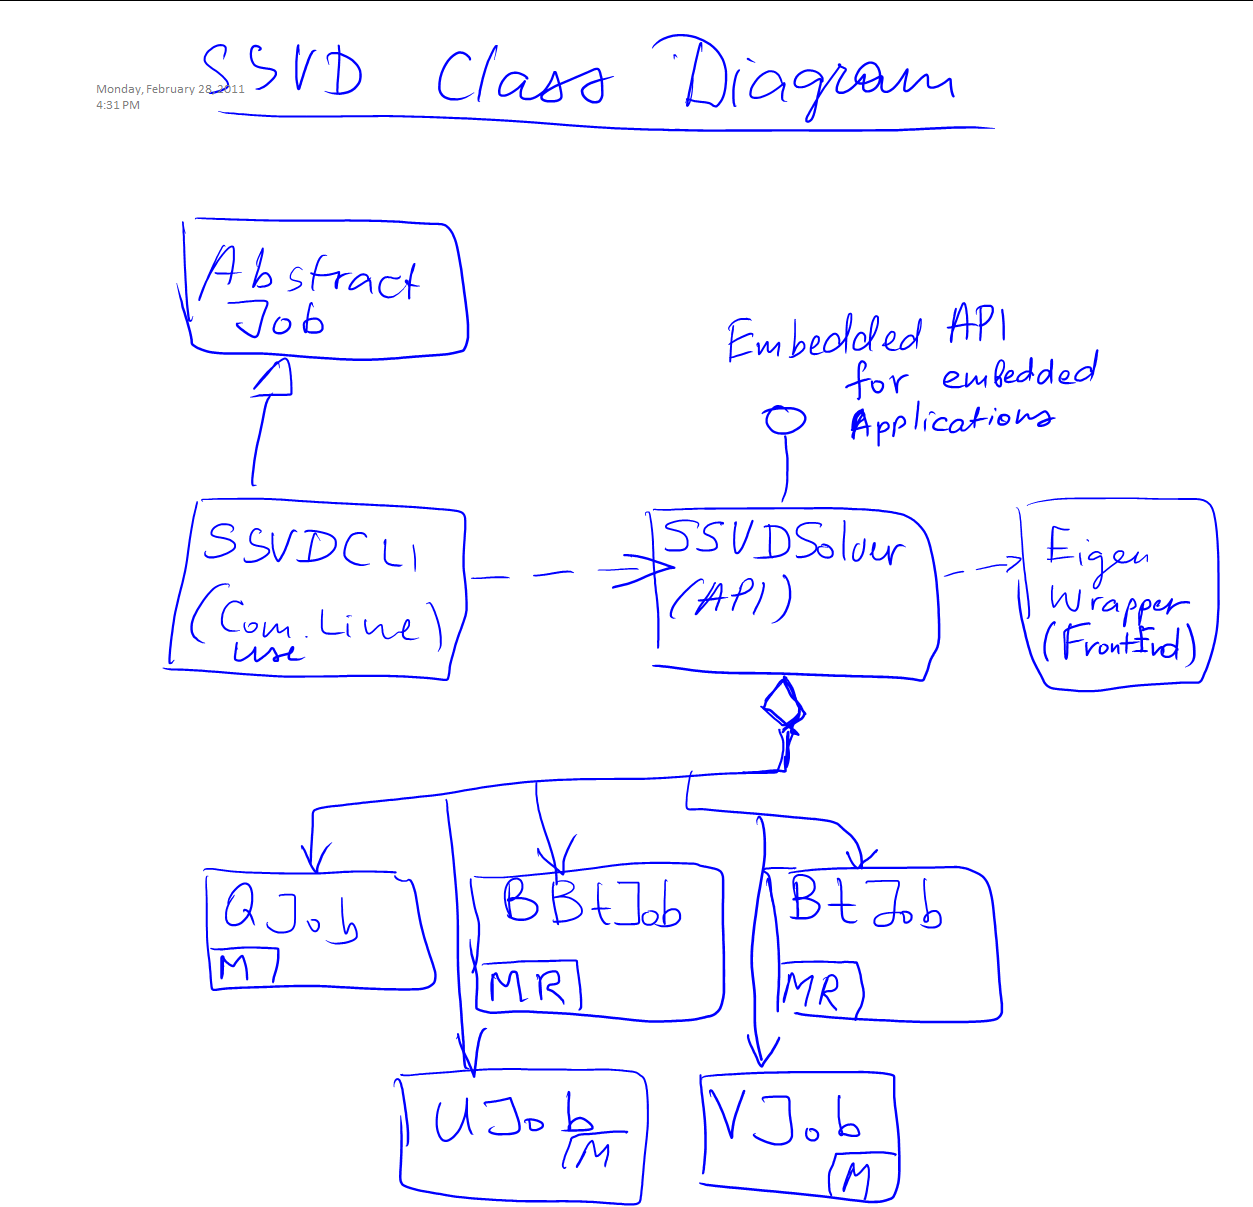 SSVD Class Diagram
Monday, February 28, 2011
4:31 PM
Abstract
Job
Embedded API
for embedded
Applications
SSVDCLI
(Com. Line)
use
SSVDSolver
(API)
Eigen
Wrapper
(FrontEnd)
QJob
M
BBtJob
MR
BtJob
MR
UJob
M
VJob
M